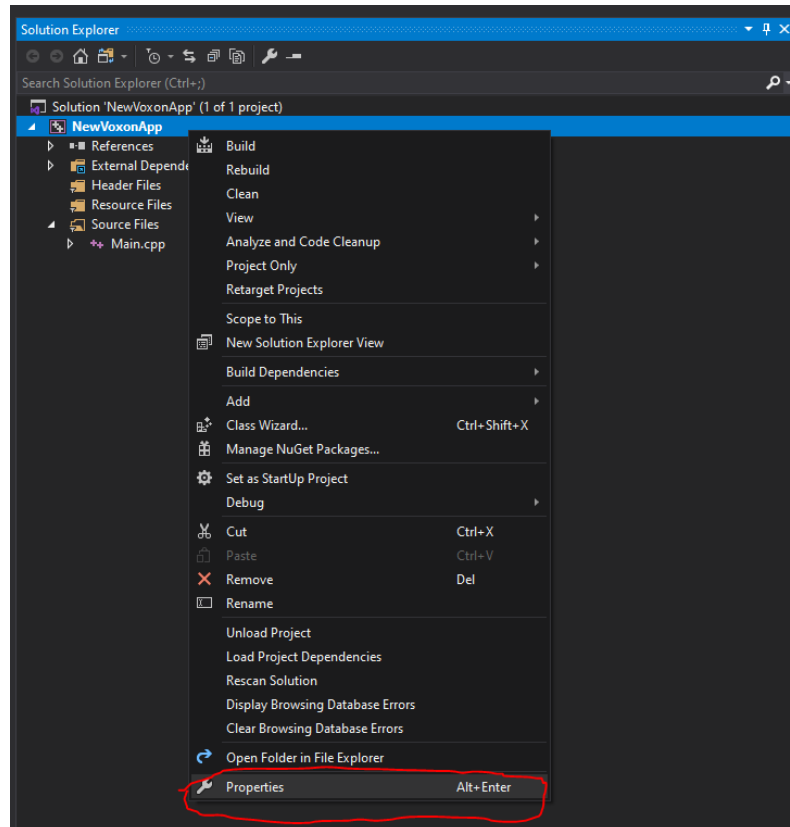 Solution Explorer
Search Solution Explorer (Ctrl+;)
Solution 'NewVoxonApp' (1 of 1 project)
NewVoxonApp
References
External Depende
Header Files
Resource Files
Source Files
Main.cpp
Build
Rebuild
Clean
View
Analyze and Code Cleanup
Project Only
Retarget Projects
Scope to This
New Solution Explorer View
Build Dependencies
Add
Class Wizard... Ctrl+Shift+X
Manage NuGet Packages...
Set as StartUp Project
Debug
Cut Ctrl+X
Paste Ctrl+V
Remove Del
Rename
Unload Project
Load Project Dependencies
Rescan Solution
Display Browsing Database Errors
Clear Browsing Database Errors
Open Folder in File Explorer
Properties Alt+Enter